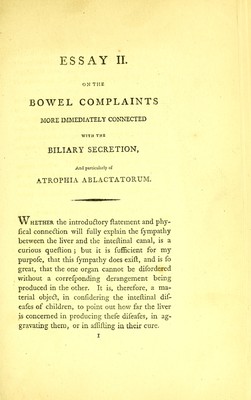 ESSAY II.
ON THE
BOWEL COMPLAINTS
MORE IMMEDIATELY CONNECTED
WITH THE
BILIARY SECRETION,
And particularly of
ATROPHIA ABLACTATORUM.
WHETHER the introductory ſtatement and phy-
ſical connection will fully explain the ſympathy
between the liver and the inteſtinal canal, is a
curious queſtion; but it is ſufficient for my
purpoſe, that this ſympathy does exiſt, and is ſo
great, that the one organ cannot be diſordered
without a correſponding derangement being
produced in the other. It is, therefore, a ma-
terial object, in conſidering the inteſtinal diſ-
eaſes of children, to point out how far the liver
is concerned in producing theſe diſeaſes, in ag-
gravating them, or in aſſiſting in their cure.
1